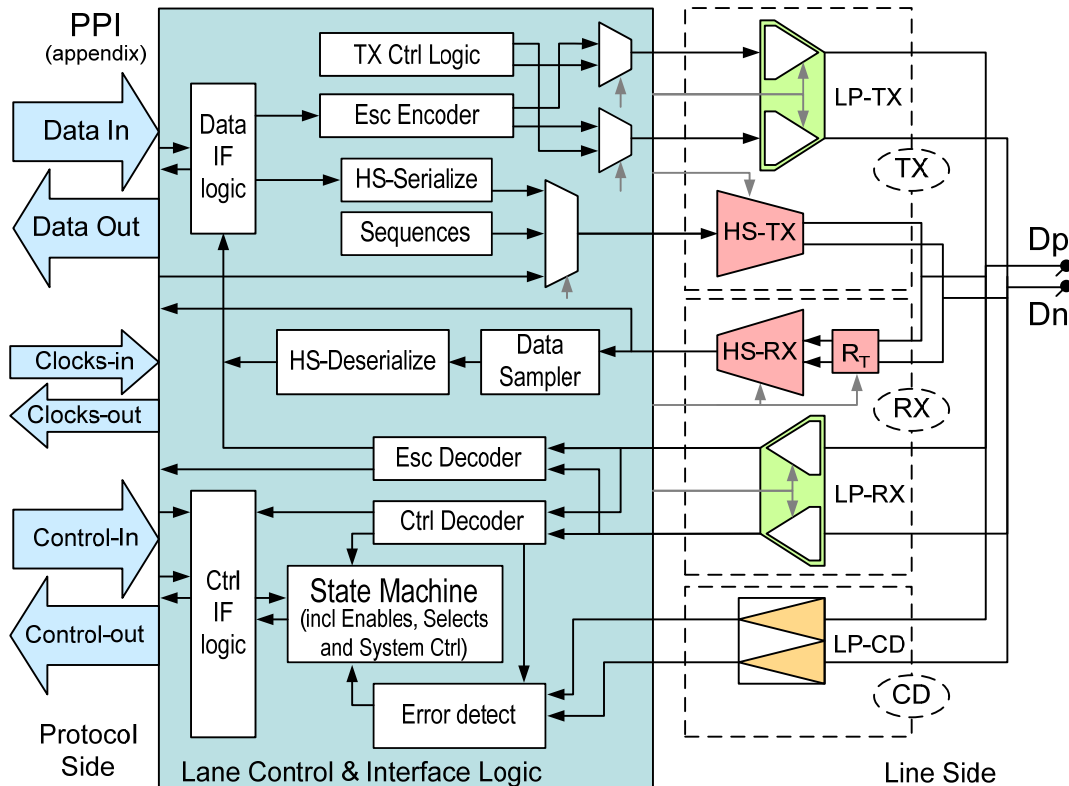 PPI
(appendix)
Data In
Data Out
Clocks-in
Clocks-out
Control-In
Control-out
Protocol
Side
TX Ctrl Logic
Esc Encoder
Data
IF
logic
HS-Serialize
Sequences
HS-Deserialize
Data
Sampler
Esc Decoder
Ctrl Decoder
Ctrl
IF
logic
State Machine
(incl Enables, Selects
and System Ctrl)
Error detect
Lane Control & Interface Logic
LP-TX
TX
HS-TX
HS-RX
RT
RX
LP-RX
LP-CD
CD
Dp
Dn
Line Side